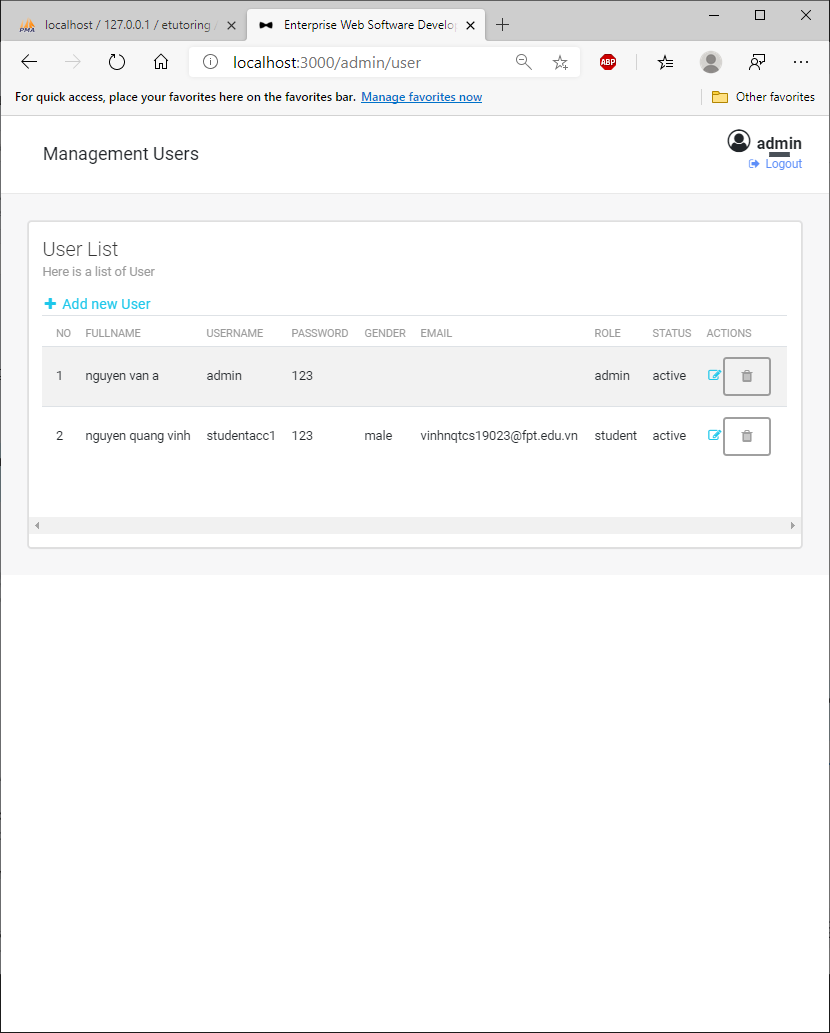 localhost / 127.0.0.1 / etutoring /
Enterprise Web Software Develo
localhost:3000/admin/user
ABP
For quick access, place your favorites here on the favorites bar. Manage favorites now
Other favorites
Management Users
admin
Logout
User List
Here is a list of User
Add new User
NO FULLNAME USERNAME PASSWORD GENDER EMAIL ROLE STATUS ACTIONS
1 nguyen van a admin 123 admin active
2 nguyen quang vinh studentacc1 123 male vinhnqtcs19023@fpt.edu.vn student active